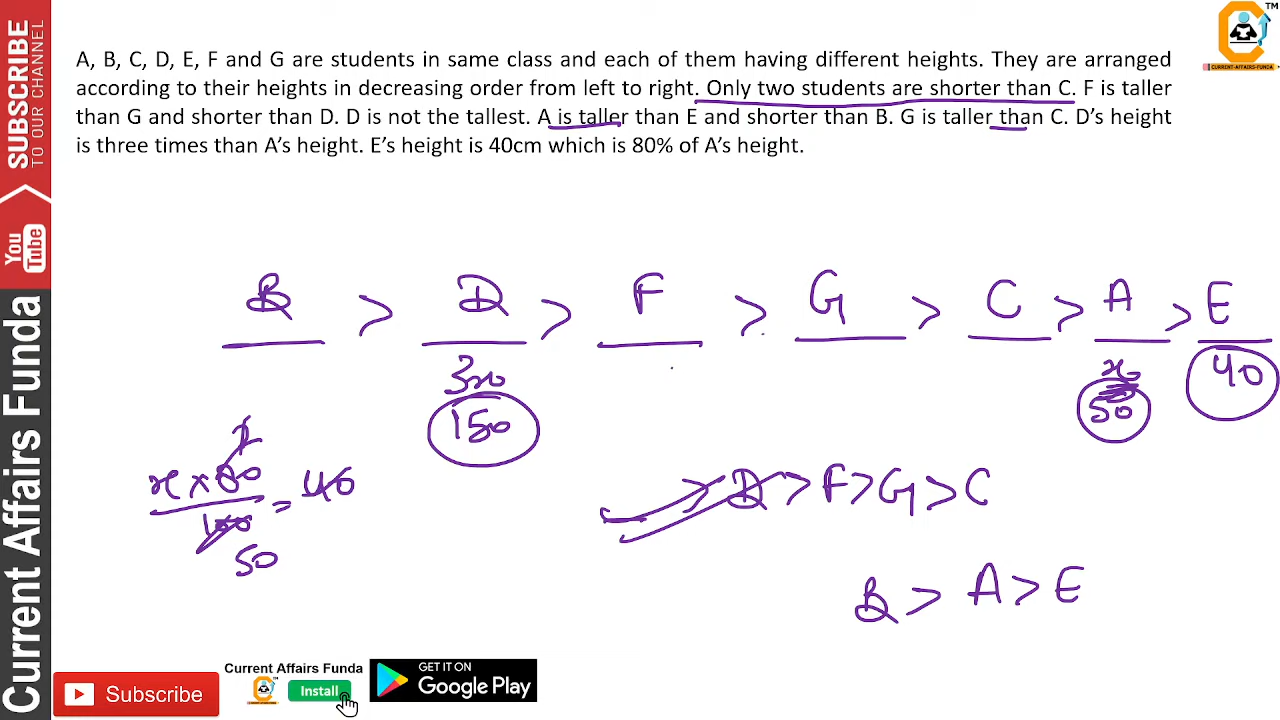 TM
CURRENT-AFFAIRS-FUNDA
SUBSCRIBE
TO OUR CHANNEL
You Tube
Current Affairs Funda
A, B, C, D, E, F and G are students in same class and each of them having different heights. They are arranged
according to their heights in decreasing order from left to right. Only two students are shorter than C. F is taller
than G and shorter than D. D is not the tallest. A is taller than E and shorter than B. G is taller than C. D's height
is three times than A's height. E's height is 40cm which is 80% of A's height.
B > D > F > G > C > A > E
3x x 40
150 50
x × 80 = 40
100
50
D > F > G > C
B > A > E
Subscribe
Current Affairs Funda
Install
GET IT ON
Google Play